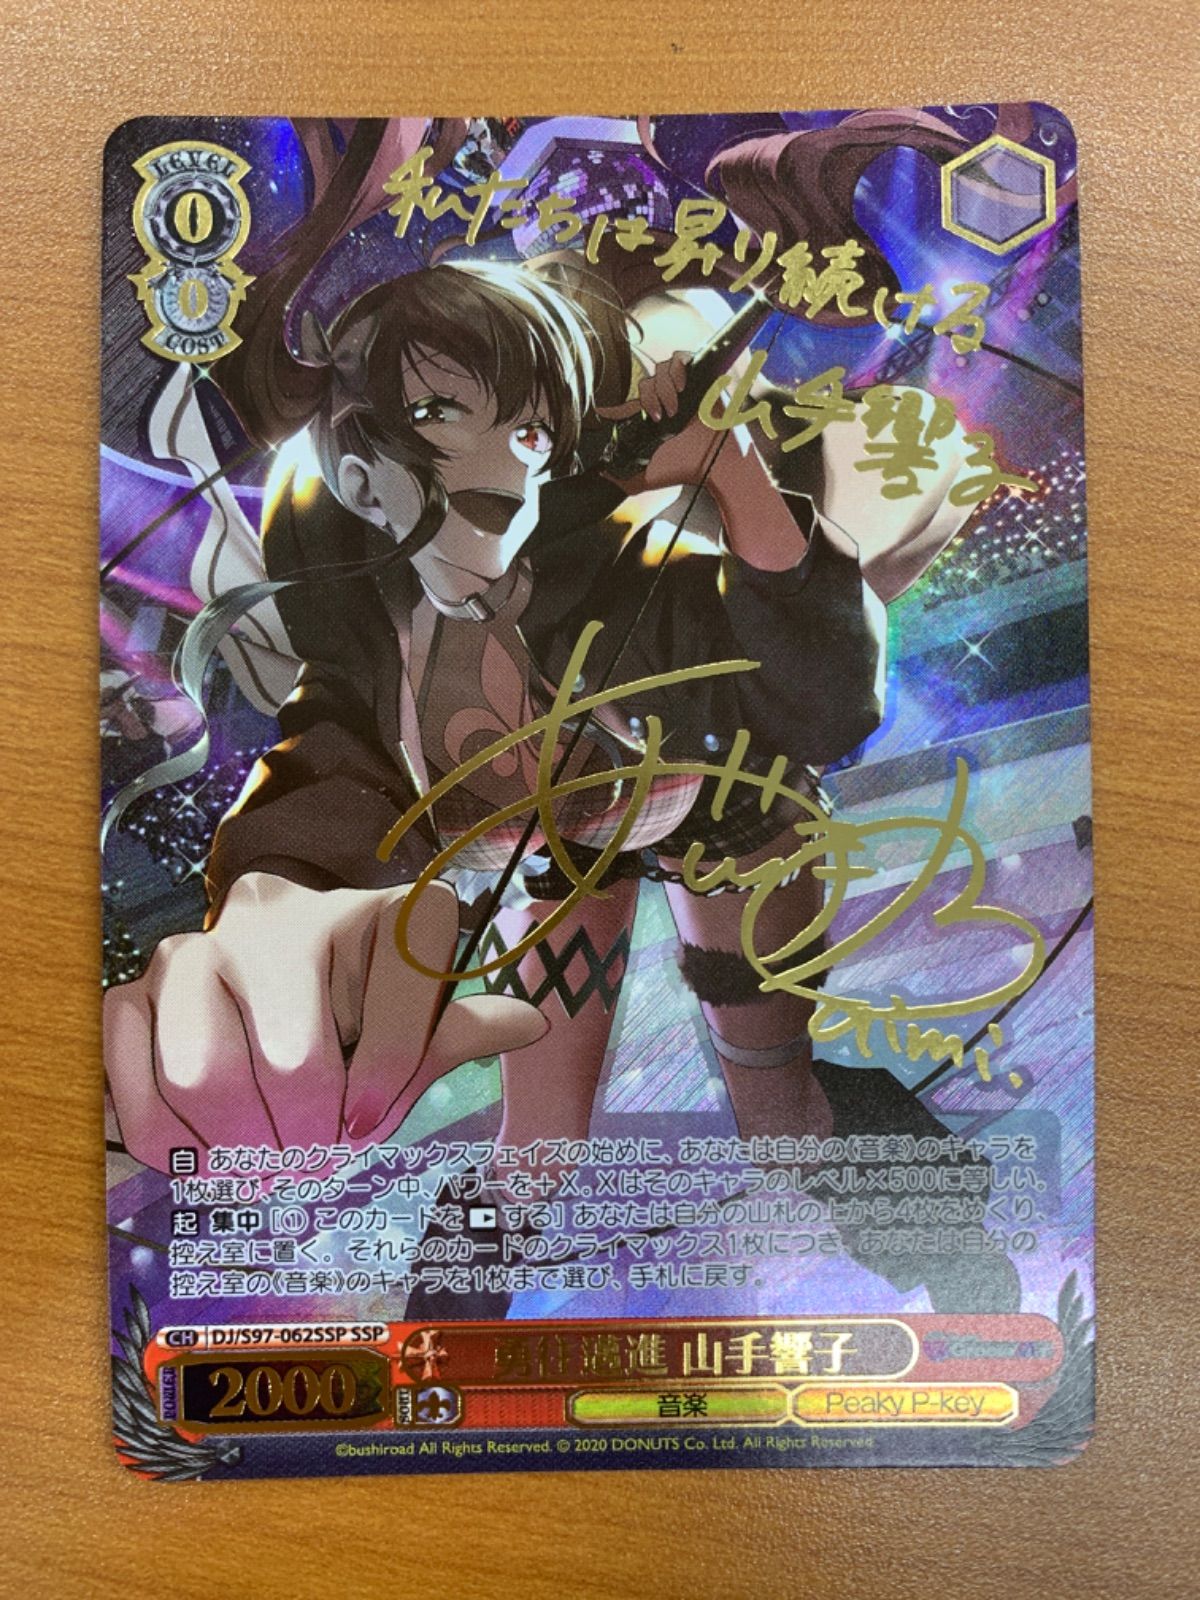 LEVEL
0
0
COST
私たちは昇り続ける
山手響子
aimi.
自 あなたのクライマックスフェイズの始めに、あなたは自分の《音楽》のキャラを
1枚選び、そのターン中、パワーを+X。Xはそのキャラのレベル×500に等しい。
起 集中 [① このカードを する] あなたは自分の山札の上から4枚をめくり、
控え室に置く。それらのカードのクライマックス1枚につき、あなたは自分の
控え室の《音楽》のキャラを1枚まで選び、手札に戻す。
CH DJ/S97-062SSP SSP
勇往邁進 山手響子
POWER 2000 SOUL
音楽 Peaky P-key
©bushiroad All Rights Reserved. © 2020 DONUTS Co. Ltd. All Rights Reserved.